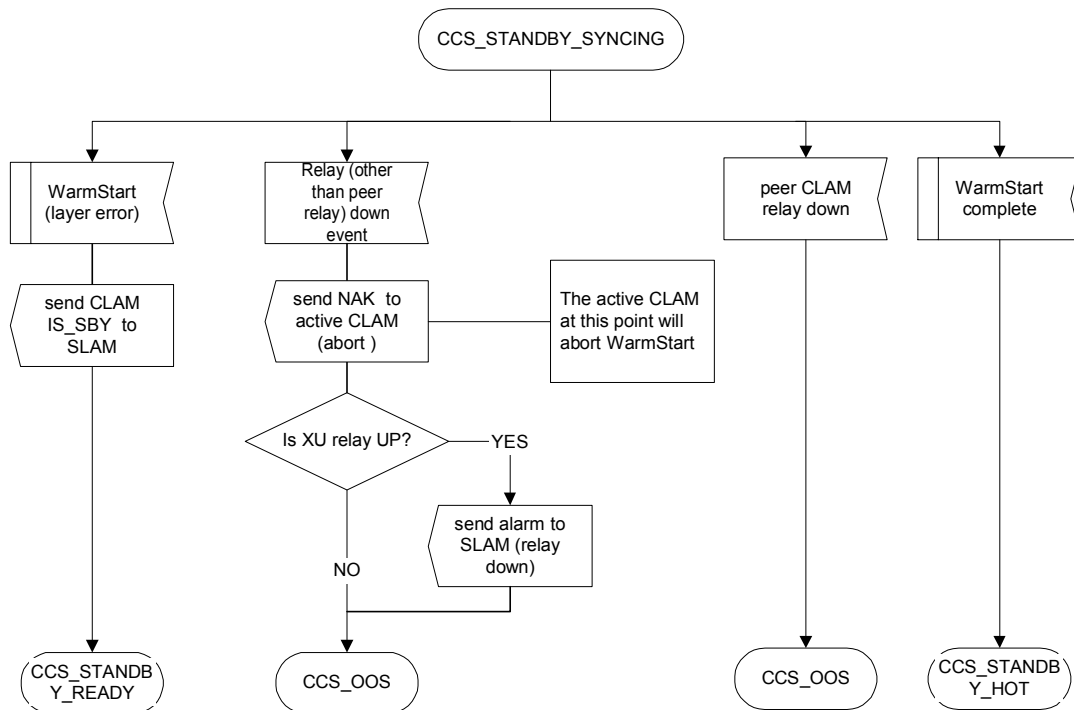 CCS_STANDBY_SYNCING
WarmStart
(layer error)
Relay (other
than peer
relay) down
event
peer CLAM
relay down
WarmStart
complete
send CLAM
IS_SBY to
SLAM
send NAK to
active CLAM
(abort )
The active CLAM
at this point will
abort WarmStart
Is XU relay UP?
YES
send alarm to
SLAM (relay
down)
NO
CCS_STANDB
Y_READY
CCS_OOS
CCS_OOS
CCS_STANDB
Y_HOT